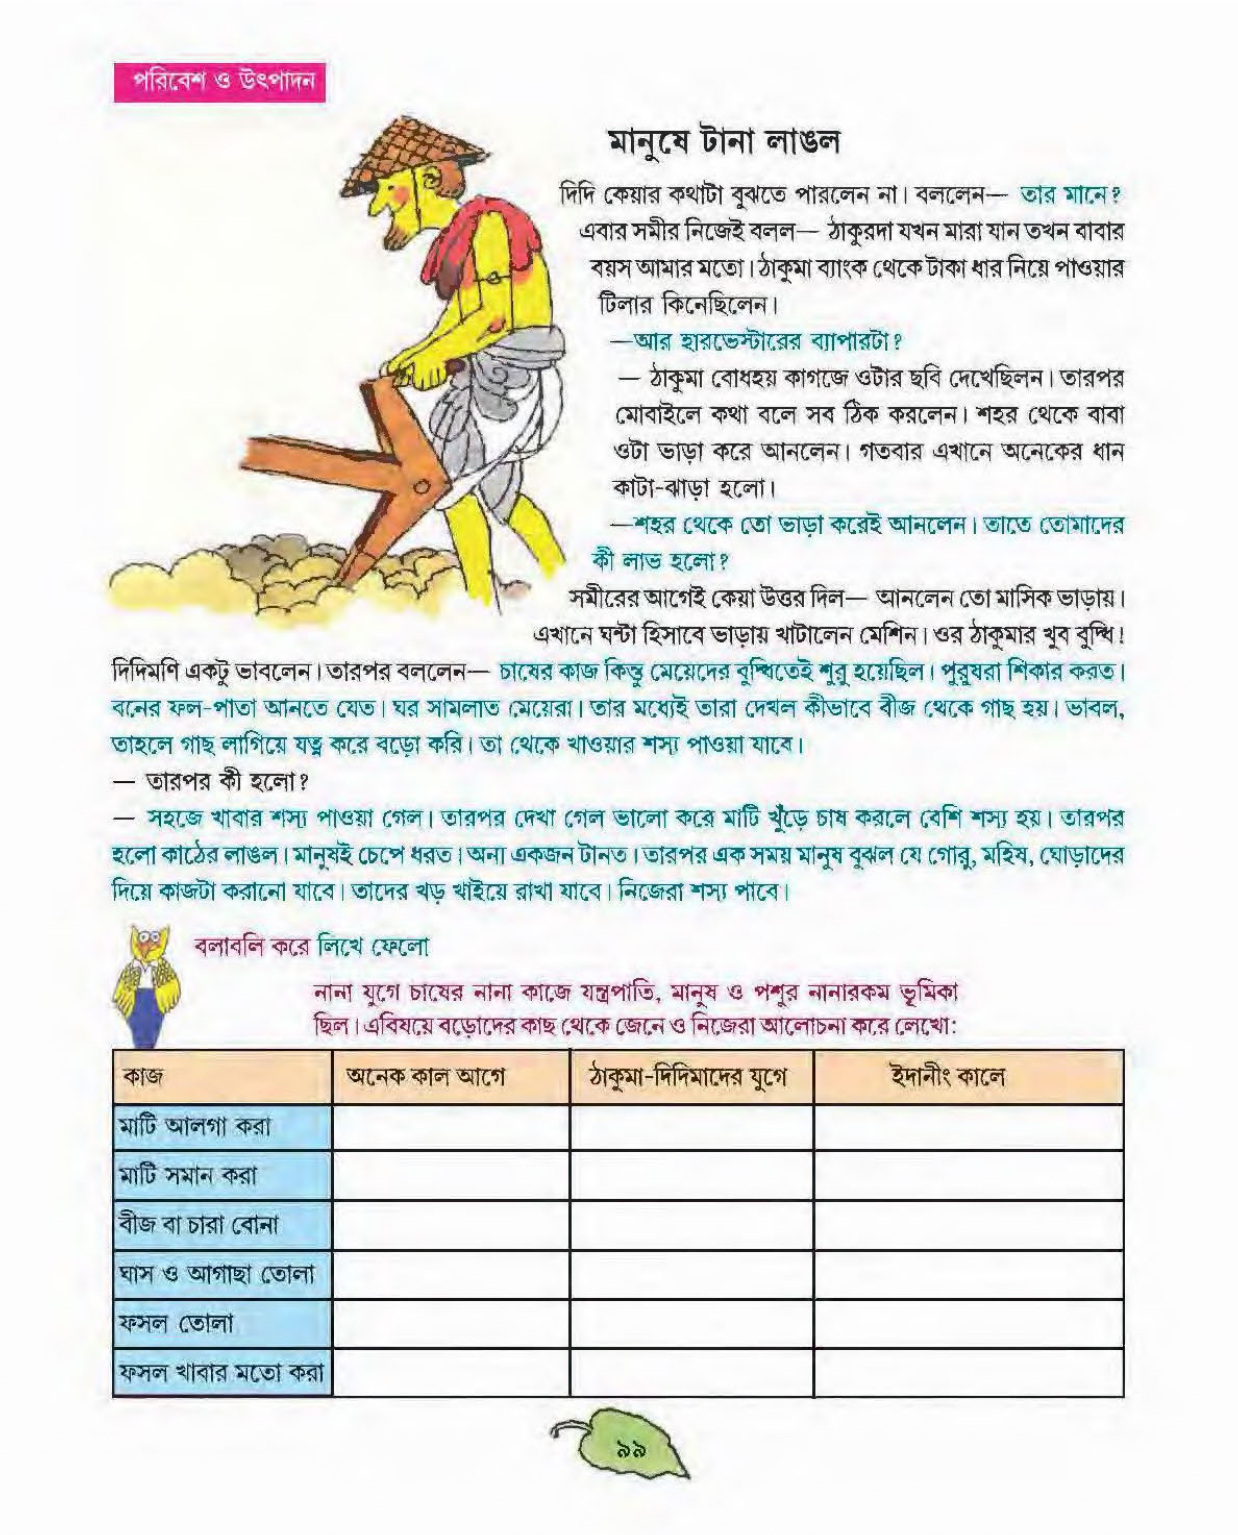 পরিবেশ ও উৎপাদন
মানুষে টানা লাঙল
দিদি কেয়ার কথাটা বুঝতে পারলেন না। বললেন— তার মানে?
এবার সমীর নিজেই বলল— ঠাকুরদা যখন মারা যান তখন বাবার
বয়স আমার মতো। ঠাকুমা ব্যাংক থেকে টাকা ধার নিয়ে পাওয়ার
টিলার কিনেছিলেন।
—আর হারভেস্টারের ব্যাপারটা?
— ঠাকুমা বোধহয় কাগজে ওটার ছবি দেখেছিলন। তারপর
মোবাইলে কথা বলে সব ঠিক করলেন। শহর থেকে বাবা
ওটা ভাড়া করে আনলেন। গতবার এখানে অনেকের ধান
কাটা-ঝাড়া হলো।
—শহর থেকে তো ভাড়া করেই আনলেন। তাতে তোমাদের
কী লাভ হলো?
সমীরের আগেই কেয়া উত্তর দিল— আনলেন তো মাসিক ভাড়ায়।
এখানে ঘন্টা হিসাবে ভাড়ায় খাটালেন মেশিন। ওর ঠাকুমার খুব বুদ্ধি!
দিদিমণি একটু ভাবলেন। তারপর বললেন— চাষের কাজ কিন্তু মেয়েদের বুদ্ধিতেই শুরু হয়েছিল। পুরুষরা শিকার করত।
বনের ফল-পাতা আনতে যেত। ঘর সামলাত মেয়েরা। তার মধ্যেই তারা দেখল কীভাবে বীজ থেকে গাছ হয়। ভাবল,
তাহলে গাছ লাগিয়ে যত্ন করে বড়ো করি। তা থেকে খাওয়ার শস্য পাওয়া যাবে।
— তারপর কী হলো?
— সহজে খাবার শস্য পাওয়া গেল। তারপর দেখা গেল ভালো করে মাটি খুঁড়ে চাষ করলে বেশি শস্য হয়। তারপর
হলো কাঠের লাঙল। মানুষই চেপে ধরত। অন্য একজন টানত। তারপর এক সময় মানুষ বুঝল যে গোরু, মহিষ, ঘোড়াদের
দিয়ে কাজটা করানো যাবে। তাদের খড় খাইয়ে রাখা যাবে। নিজেরা শস্য পাবে।
বলাবলি করে লিখে ফেলো
নানা যুগে চাষের নানা কাজে যন্ত্রপাতি, মানুষ ও পশুর নানারকম ভূমিকা
ছিল। এবিষয়ে বড়োদের কাছ থেকে জেনে ও নিজেরা আলোচনা করে লেখো:
কাজ অনেক কাল আগে ঠাকুমা-দিদিমাদের যুগে ইদানীং কালে
মাটি আলগা করা
মাটি সমান করা
বীজ বা চারা বোনা
ঘাস ও আগাছা তোলা
ফসল তোলা
ফসল খাবার মতো করা
৯৯